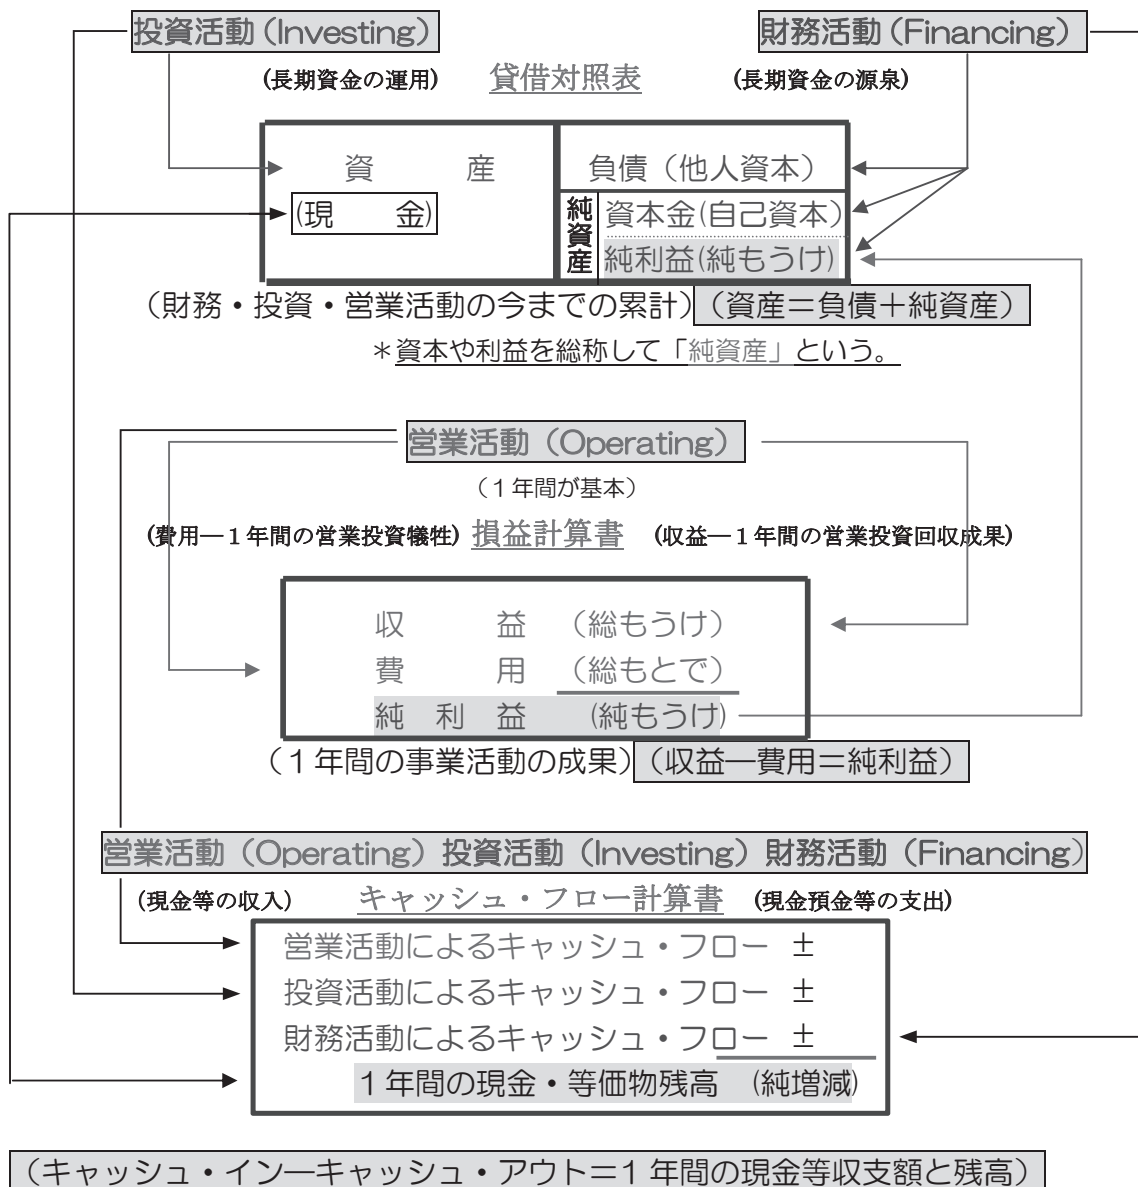 投資活動（Investing） 財務活動（Financing）
(長期資金の運用) 貸借対照表 (長期資金の源泉)
資 産 負債（他人資本）
(現 金) 純資産 資本金(自己資本)
純利益(純もうけ)
（財務・投資・営業活動の今までの累計）（資産＝負債＋純資産）
＊資本や利益を総称して「純資産」という。
営業活動（Operating）
（１年間が基本）
(費用―１年間の営業投資犠牲) 損益計算書 (収益―１年間の営業投資回収成果)
収 益 （総もうけ）
費 用 （総もとで）
純 利 益 (純もうけ)
（１年間の事業活動の成果）（収益―費用＝純利益）
営業活動（Operating）投資活動（Investing）財務活動（Financing）
（現金等の収入） キャッシュ・フロー計算書 (現金預金等の支出)
営業活動によるキャッシュ・フロー ±
投資活動によるキャッシュ・フロー ±
財務活動によるキャッシュ・フロー ±
１年間の現金・等価物残高 (純増減)
（キャッシュ・イン―キャッシュ・アウト＝１年間の現金等収支額と残高）